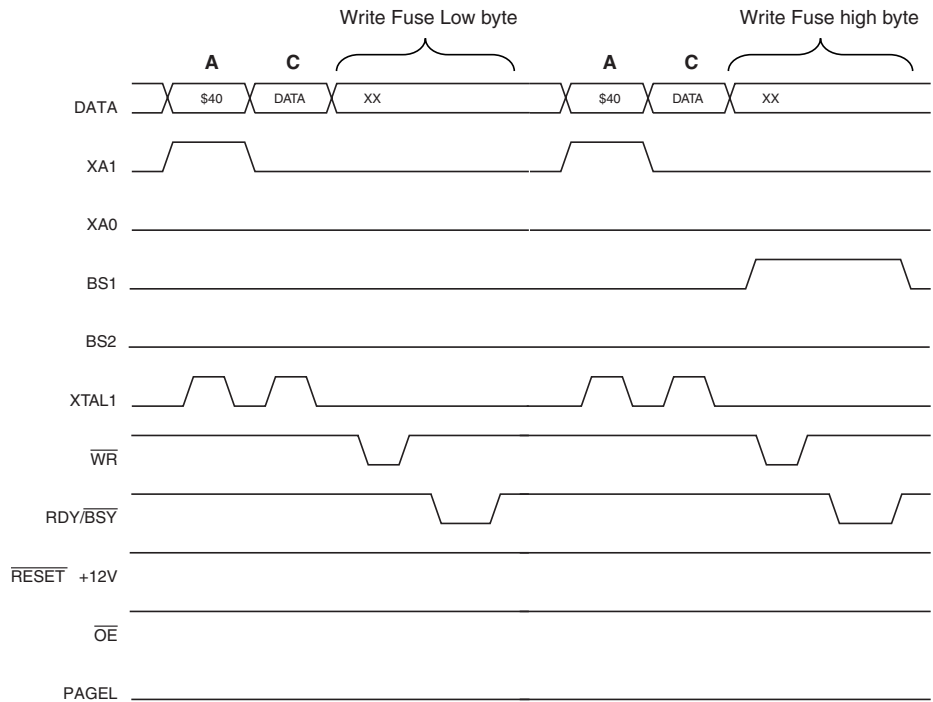 Write Fuse Low byte Write Fuse high byte
A C A C
DATA $40 DATA XX $40 DATA XX
XA1
XA0
BS1
BS2
XTAL1
WR
RDY/BSY
RESET +12V
OE
PAGEL